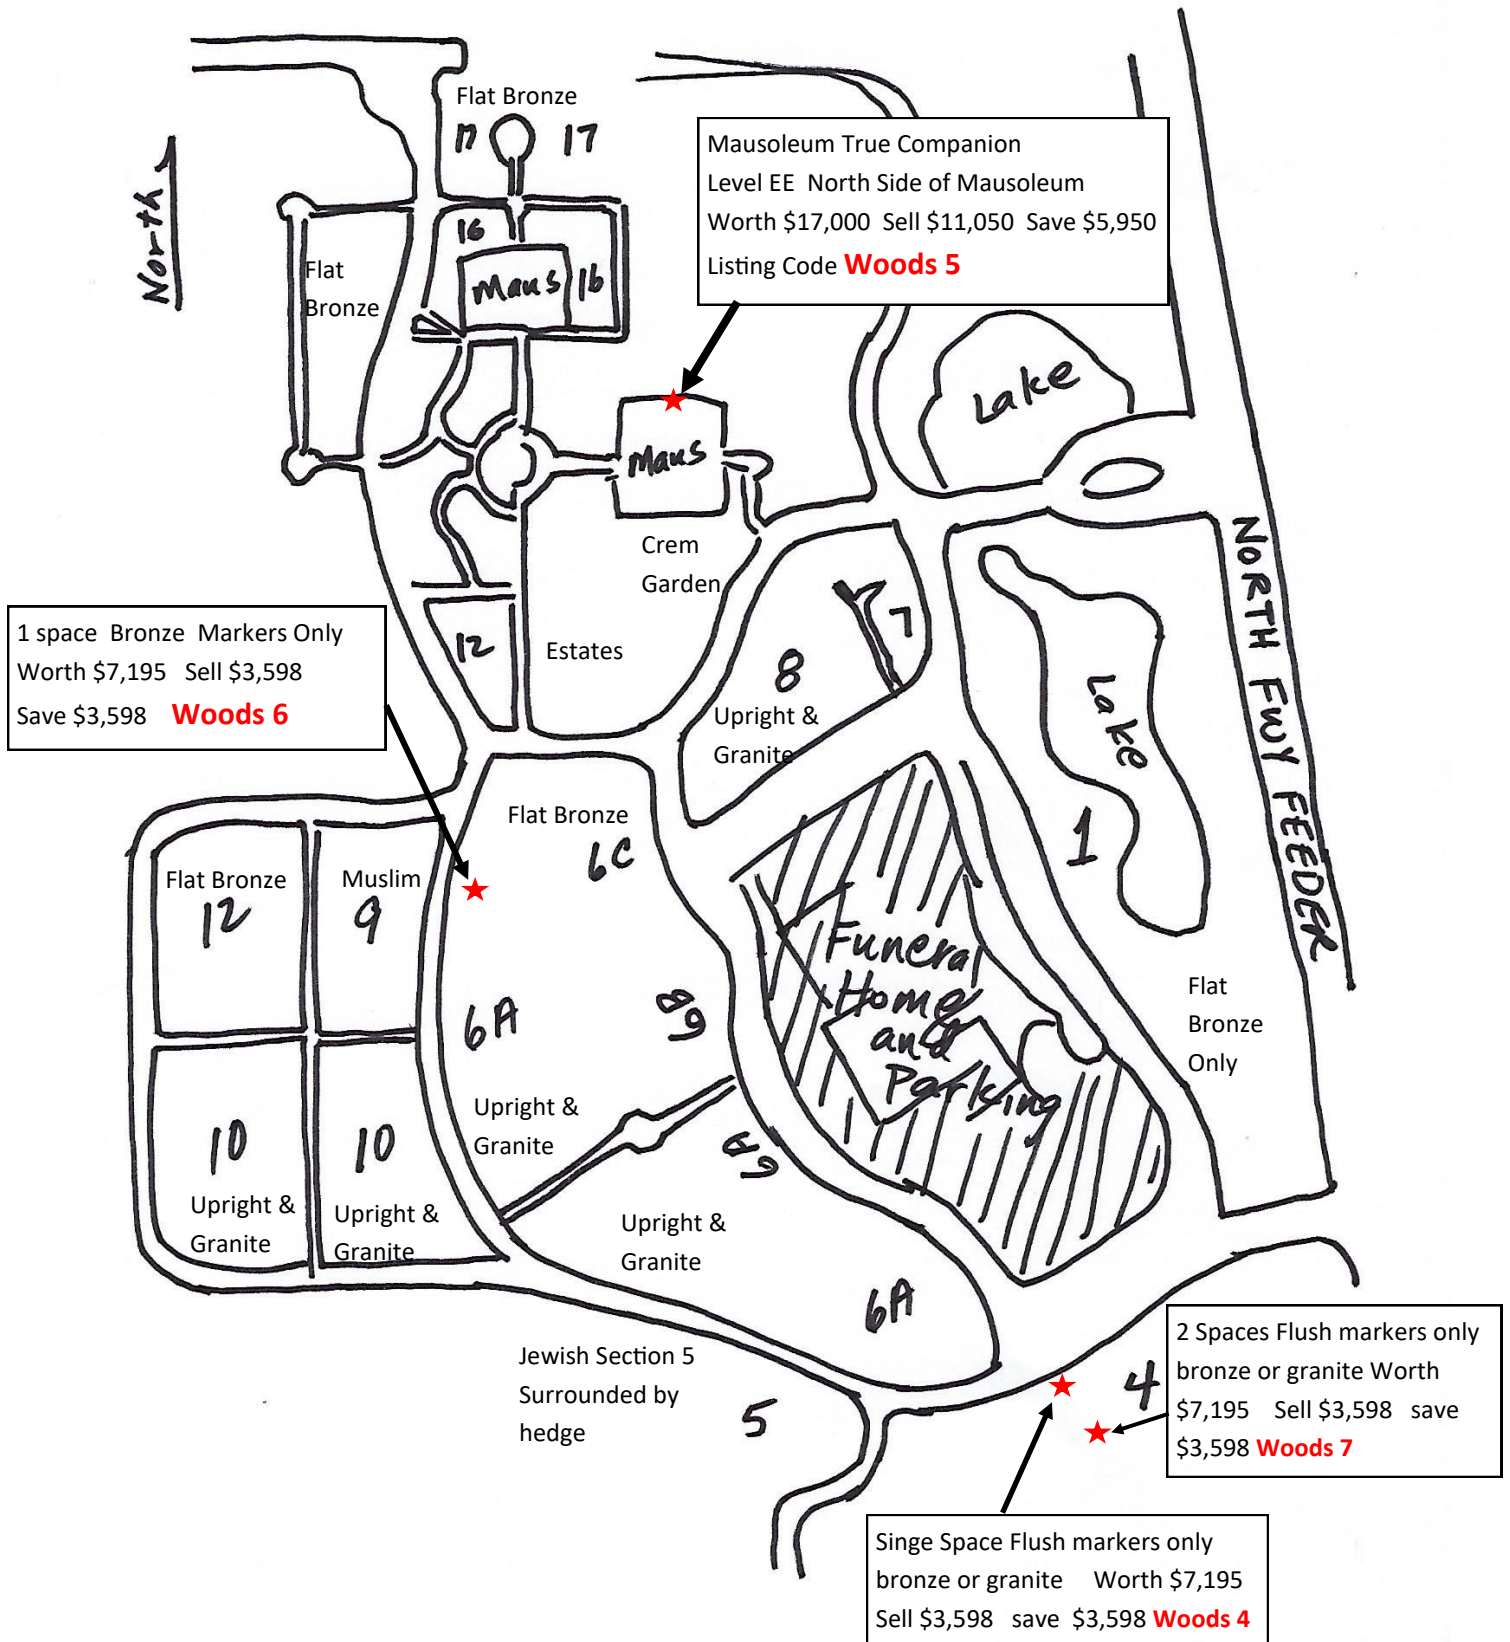 Flat Bronze
17 17
North
Mausoleum True Companion
Level EE North Side of Mausoleum
Worth $17,000 Sell $11,050 Save $5,950
Listing Code Woods 5
16
Maus
16
Flat
Bronze
Lake
Maus
Crem
Garden
NORTH FWY FEEDER
1 space Bronze Markers Only
Worth $7,195 Sell $3,598
Save $3,598 Woods 6
12
Estates
7
8
Upright &
Granite
Lake
1
Flat Bronze
6C
Flat Bronze
12
Muslim
9
Funeral
Home
and
Parking
Flat
Bronze
Only
6A
6B
Upright &
Granite
10
Upright &
Granite
10
Upright &
Granite
6A
Upright &
Granite
6A
Jewish Section 5
Surrounded by
hedge
5
4
2 Spaces Flush markers only
bronze or granite Worth
$7,195 Sell $3,598 save
$3,598 Woods 7
Singe Space Flush markers only
bronze or granite Worth $7,195
Sell $3,598 save $3,598 Woods 4